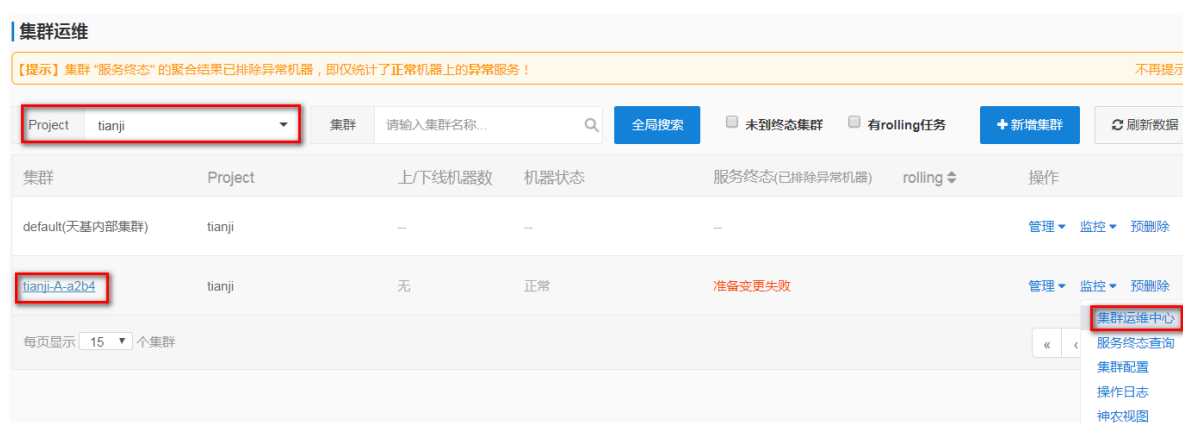 集群运维
【提示】集群 "服务终态" 的聚合结果已排除异常机器，即仅统计了正常机器上的异常服务！ 不再提示
Project tianji 集群 请输入集群名称... 全局搜索 未到终态集群 有rolling任务 +新增集群 刷新数据
集群 Project 上/下线机器数 机器状态 服务终态(已排除异常机器) rolling 操作
default(天基内部集群) tianji -- -- -- 管理 监控 预删除
tianji-A-a2b4 tianji 无 正常 准备变更失败 管理 监控 预删除
集群运维中心
每页显示 15 个集群 « ‹ 服务终态查询
集群配置
操作日志
神农视图